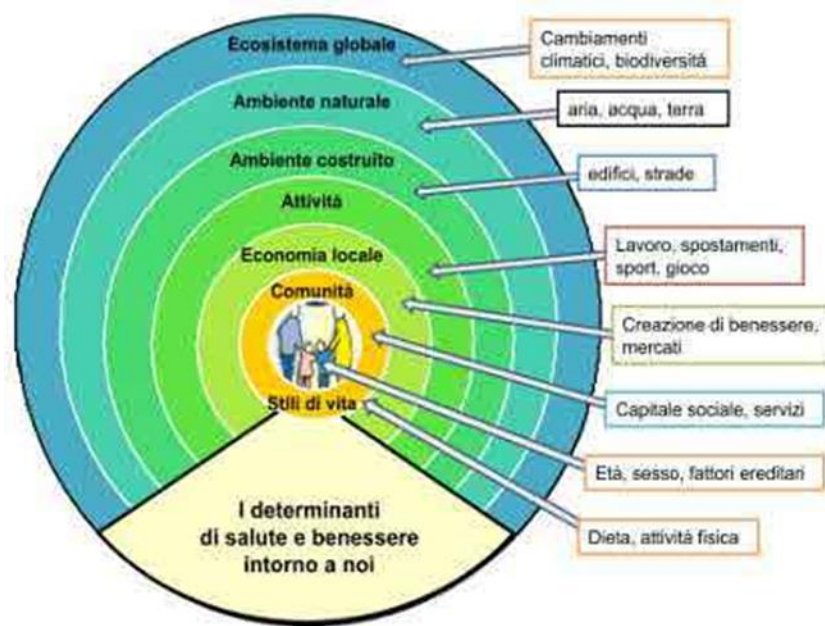 Ecosistema globale
Ambiente naturale
Ambiente costruito
Attività
Economia locale
Comunità
Stili di vita
I determinanti
di salute e benessere
intorno a noi
Cambiamenti
climatici, biodiversità
aria, acqua, terra
edifici, strade
Lavoro, spostamenti,
sport, gioco
Creazione di benessere,
mercati
Capitale sociale, servizi
Età, sesso, fattori ereditari
Dieta, attività fisica